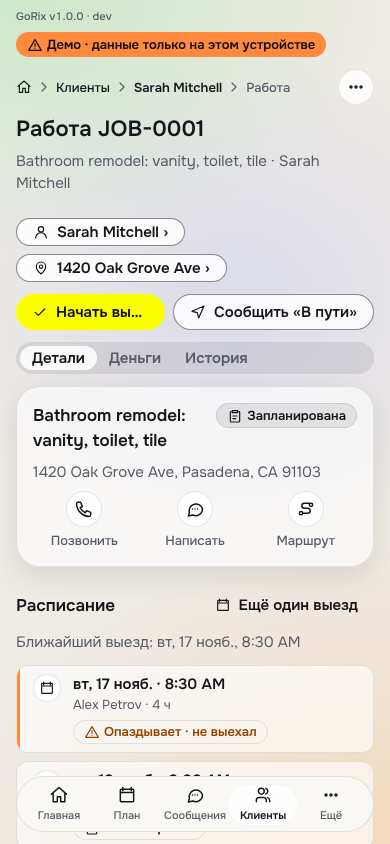 GoRix v1.0.0 · dev
Демо · данные только на этом устройстве
Клиенты > Sarah Mitchell > Работа
Работа JOB-0001
Bathroom remodel: vanity, toilet, tile · Sarah
Mitchell
Sarah Mitchell ›
1420 Oak Grove Ave ›
Начать вы... Сообщить «В пути»
Детали Деньги История
Bathroom remodel: Запланирована
vanity, toilet, tile
1420 Oak Grove Ave, Pasadena, CA 91103
Позвонить Написать Маршрут
Расписание Ещё один выезд
Ближайший выезд: вт, 17 нояб., 8:30 AM
вт, 17 нояб. · 8:30 AM
Alex Petrov · 4 ч
Опаздывает · не выехал
Главная План Сообщения Клиенты Ещё